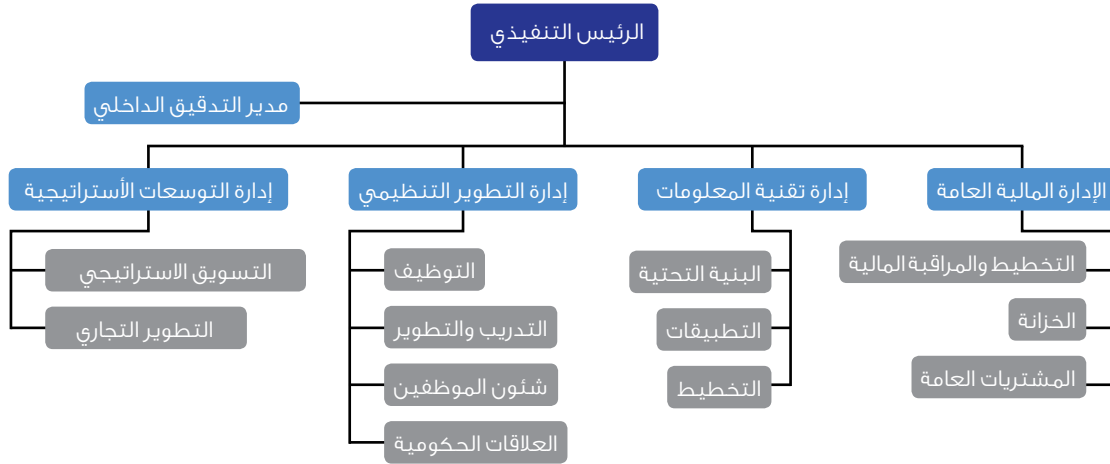 الرئيس التنفيذي
مدير التدقيق الداخلي
الإدارة المالية العامة
إدارة تقنية المعلومات
إدارة التطوير التنظيمي
إدارة التوسعات الأستراتيجية
التخطيط والمراقبة المالية
الخزانة
المشتريات العامة
البنية التحتية
التطبيقات
التخطيط
التوظيف
التدريب والتطوير
شئون الموظفين
العلاقات الحكومية
التسويق الاستراتيجي
التطوير التجاري